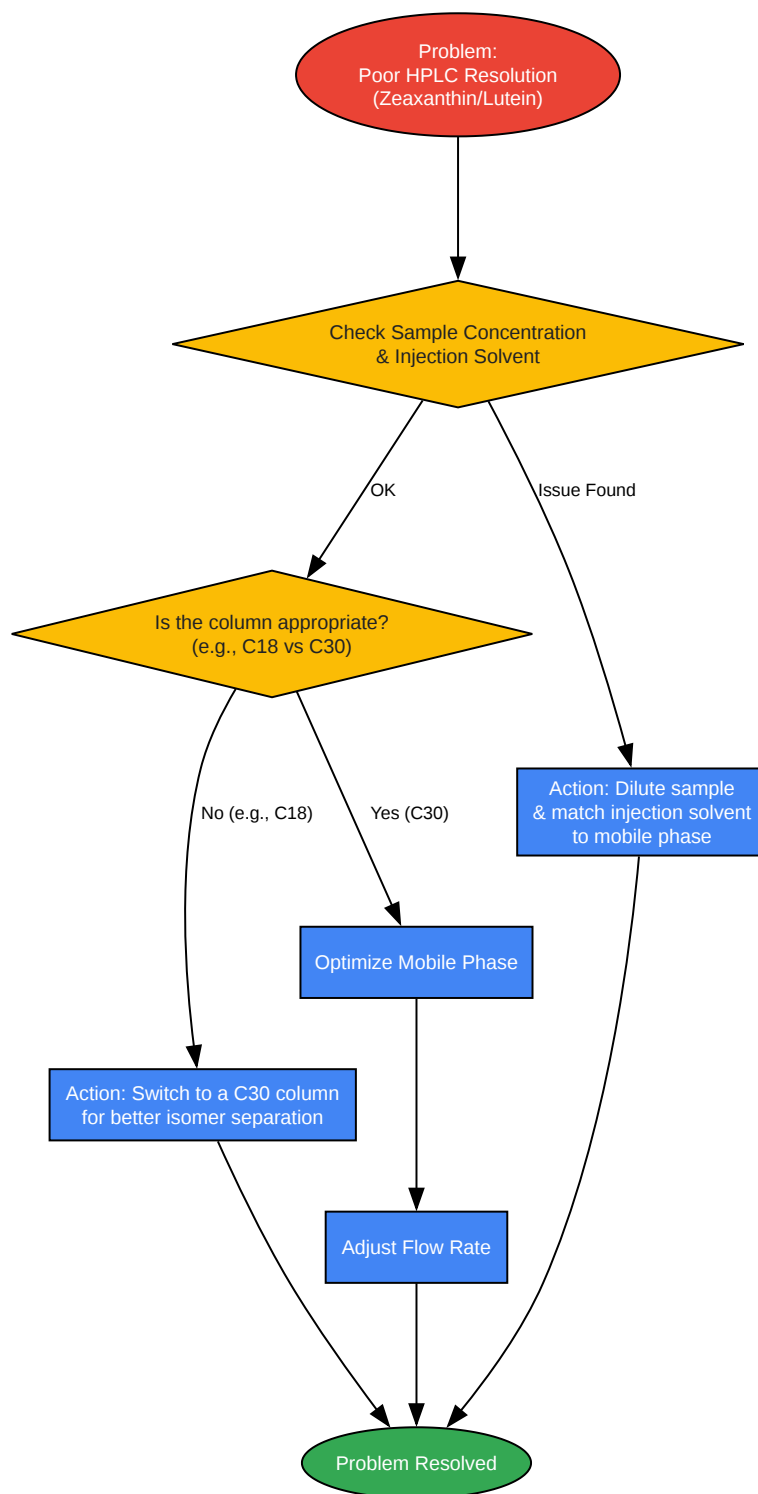 Problem:
Poor HPLC Resolution
(Zeaxanthin/Lutein)
Check Sample Concentration
& Injection Solvent
OK
Issue Found
Is the column appropriate?
(e.g., C18 vs C30)
No (e.g., C18)
Yes (C30)
Action: Dilute sample
& match injection solvent
to mobile phase
Optimize Mobile Phase
Action: Switch to a C30 column
for better isomer separation
Adjust Flow Rate
Problem Resolved